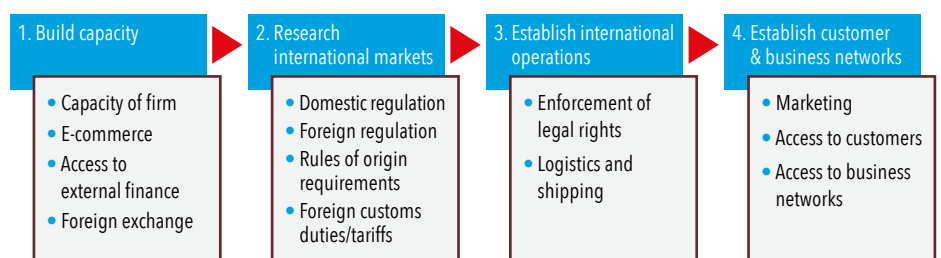 1. Build capacity
• Capacity of firm
• E-commerce
• Access to
external finance
• Foreign exchange
2. Research
international markets
• Domestic regulation
• Foreign regulation
• Rules of origin
requirements
• Foreign customs
duties/tariffs
3. Establish international
operations
• Enforcement of
legal rights
• Logistics and
shipping
4. Establish customer
& business networks
• Marketing
• Access to customers
• Access to business
networks